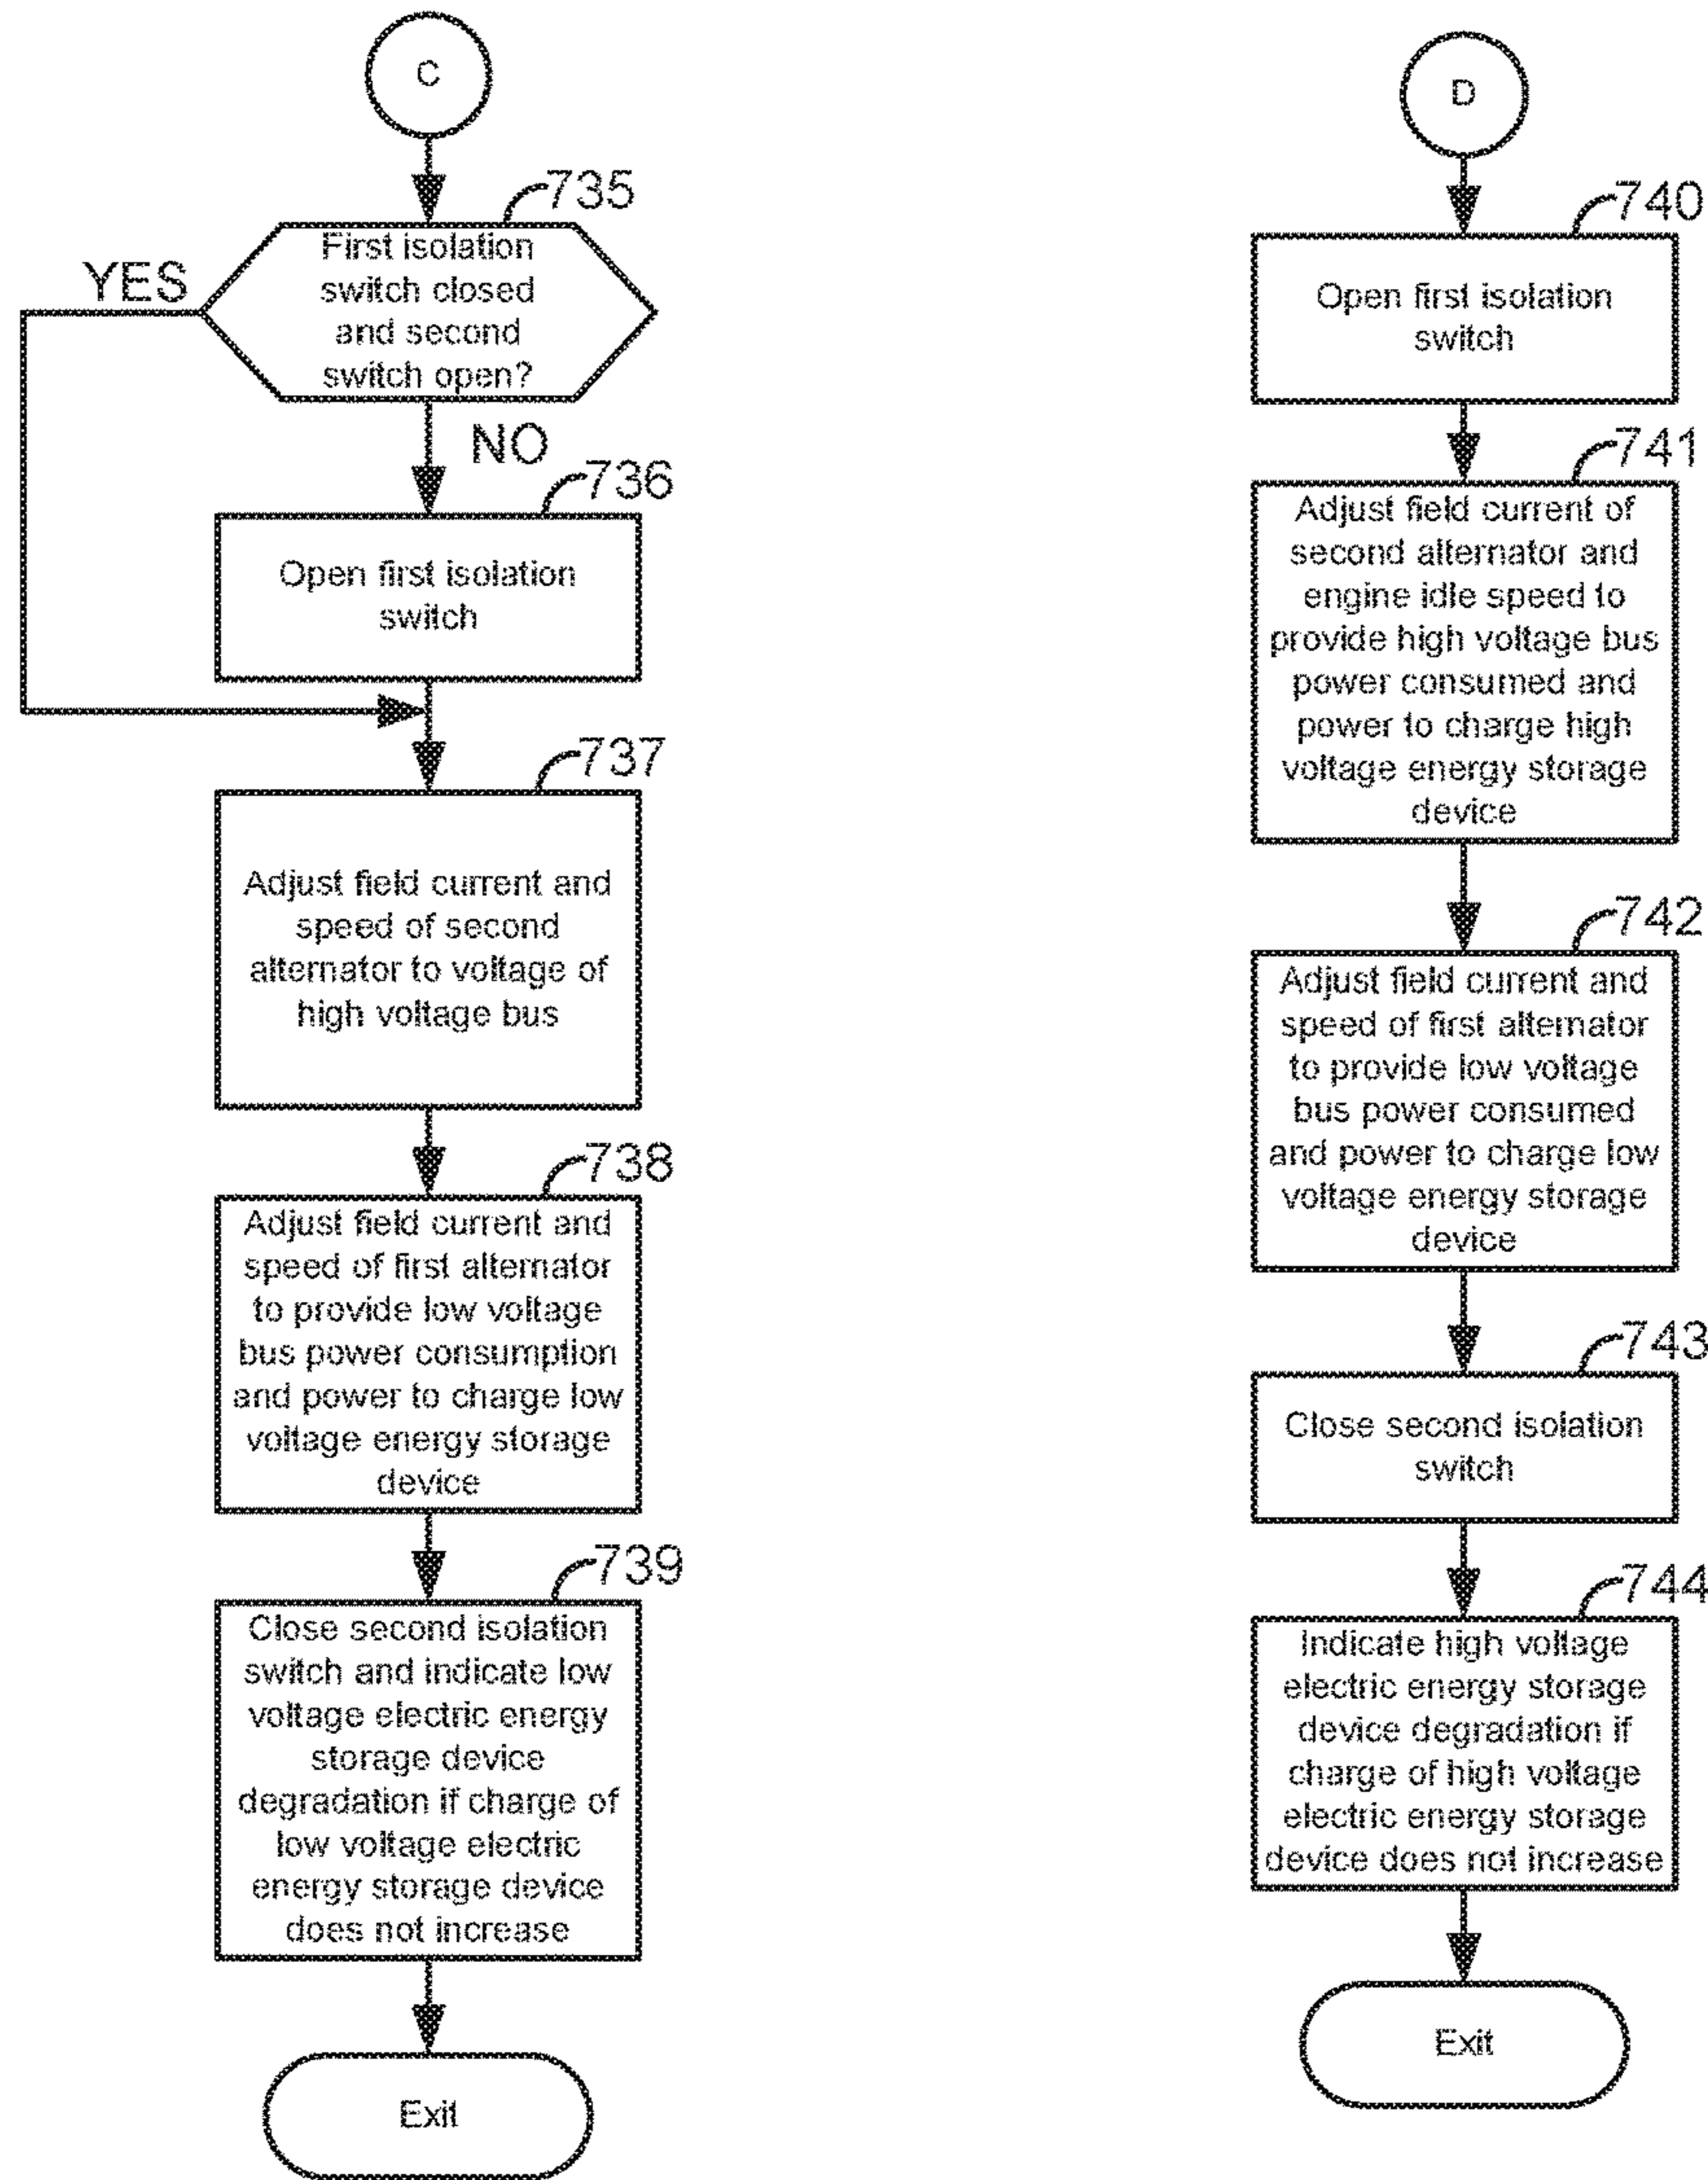 C
735
First isolation
switch closed
and second
switch open?
YES
NO
736
Open first isolation
switch
737
Adjust field current and
speed of second
alternator to voltage of
high voltage bus
738
Adjust field current and
speed of first alternator
to provide low voltage
bus power consumption
and power to charge low
voltage energy storage
device
739
Close second isolation
switch and indicate low
voltage electric energy
storage device
degradation if charge of
low voltage electric
energy storage device
does not increase
Exit
D
740
Open first isolation
switch
741
Adjust field current of
second alternator and
engine idle speed to
provide high voltage bus
power consumed and
power to charge high
voltage energy storage
device
742
Adjust field current and
speed of first alternator
to provide low voltage
bus power consumed
and power to charge low
voltage energy storage
device
743
Close second isolation
switch
744
Indicate high voltage
electric energy storage
device degradation if
charge of high voltage
electric energy storage
device does not increase
Exit